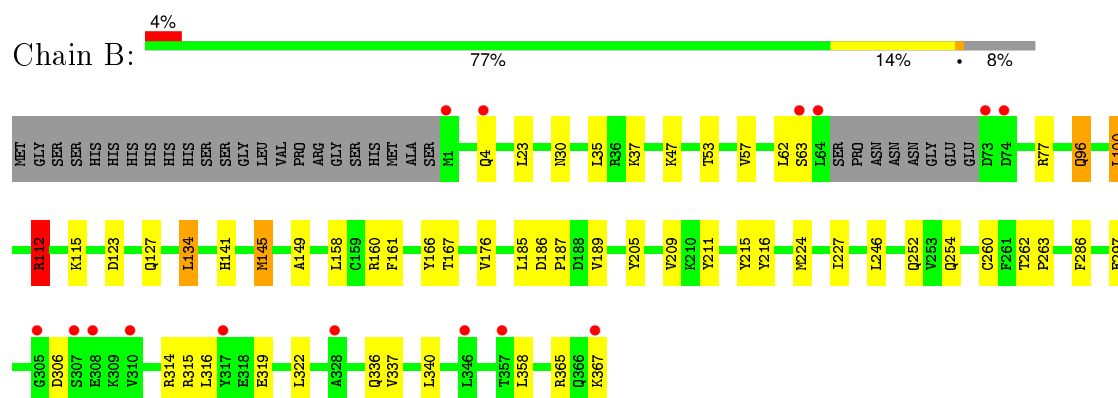 4%
Chain B:
77% 14% • 8%
MET GLY SER SER HIS HIS HIS HIS HIS HIS HIS SER SER GLY LEU VAL PRO ARG GLY SER HIS MET ALA SER M1 Q4 L23 N30 L35 R36 K37 K47 T53 V57 L62 S63 L64 SER PRO ASN ASN ASN GLY GLU GLU D73 D74 R77 Q96 L100
R112 K115 D123 Q127 L134 H141 M145 A149 L158 C159 R160 F161 Y166 T167 V176 L185 D186 P187 D188 V189 Y205 V209 K210 Y211 Y215 Y216 M224 I227 L246 Q252 V253 Q254 C260 F261 T262 P263 F286
G305 D306 S307 E308 K309 V310 R314 R315 L316 Y317 E318 E319 L322 A328 Q336 V337 L340 L346 T357 L358 R365 Q366 K367